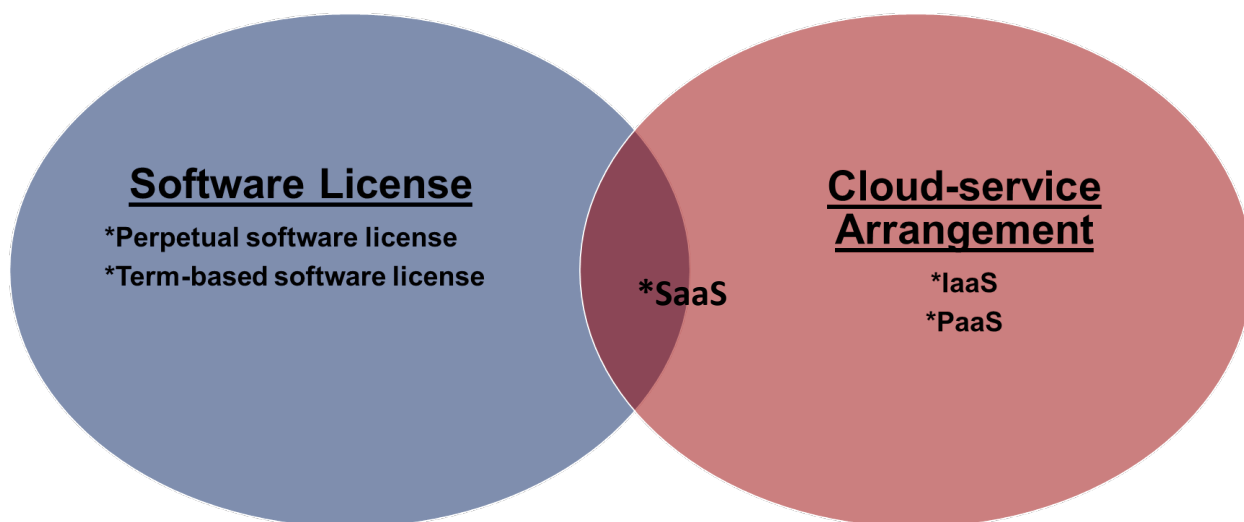 Software License
*Perpetual software license
*Term-based software license
*SaaS
Cloud-service
Arrangement
*IaaS
*PaaS